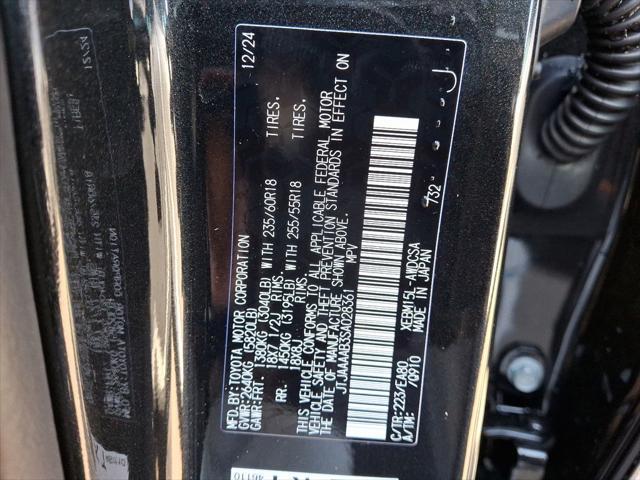 MFD.BY:TOYOTA MOTOR CORPORATION 12/24
GVWR:2640KG (5820LB)
GAWR:FRT. 1380KG (3040LB) WITH 235/60R18 TIRES.
18X7 1/2J RIMS.
RR. 1450KG (3195LB) WITH 255/55R18 TIRES.
18X8J RIMS.
THIS VEHICLE CONFORMS TO ALL APPLICABLE FEDERAL MOTOR
VEHICLE SAFETY AND THEFT PREVENTION STANDARDS IN EFFECT ON
THE DATE OF MANUFACTURE SHOWN ABOVE.
JTJAAAAB3SA028361 MPV
732
C/TR:223/EA80 XEBM15L-AWDCSA
A/TM: /Q910 MADE IN JAPAN
46110